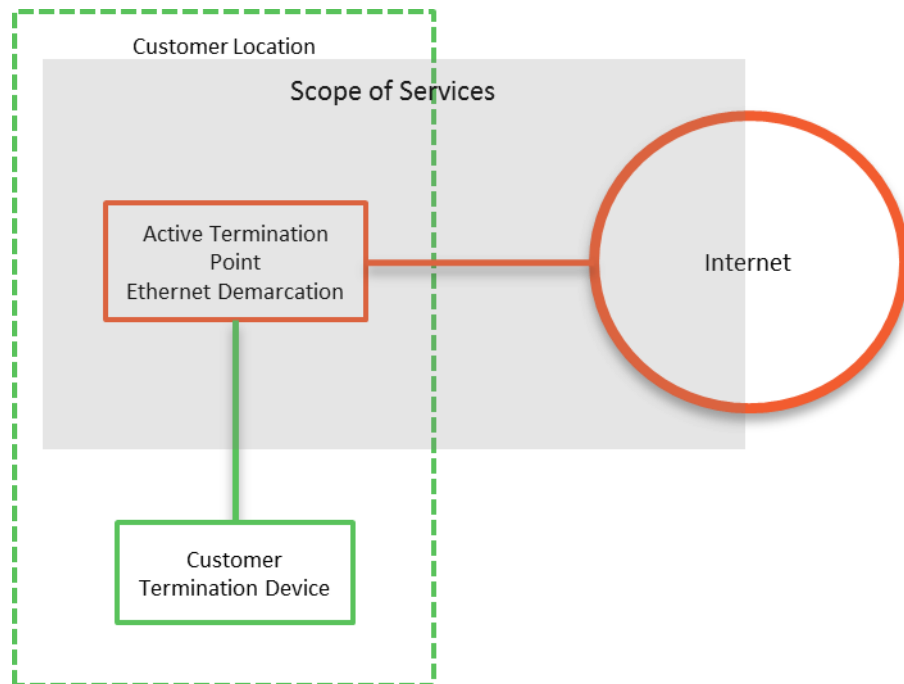 Customer Location
Scope of Services
Active Termination
Point
Ethernet Demarcation
Internet
Customer
Termination Device